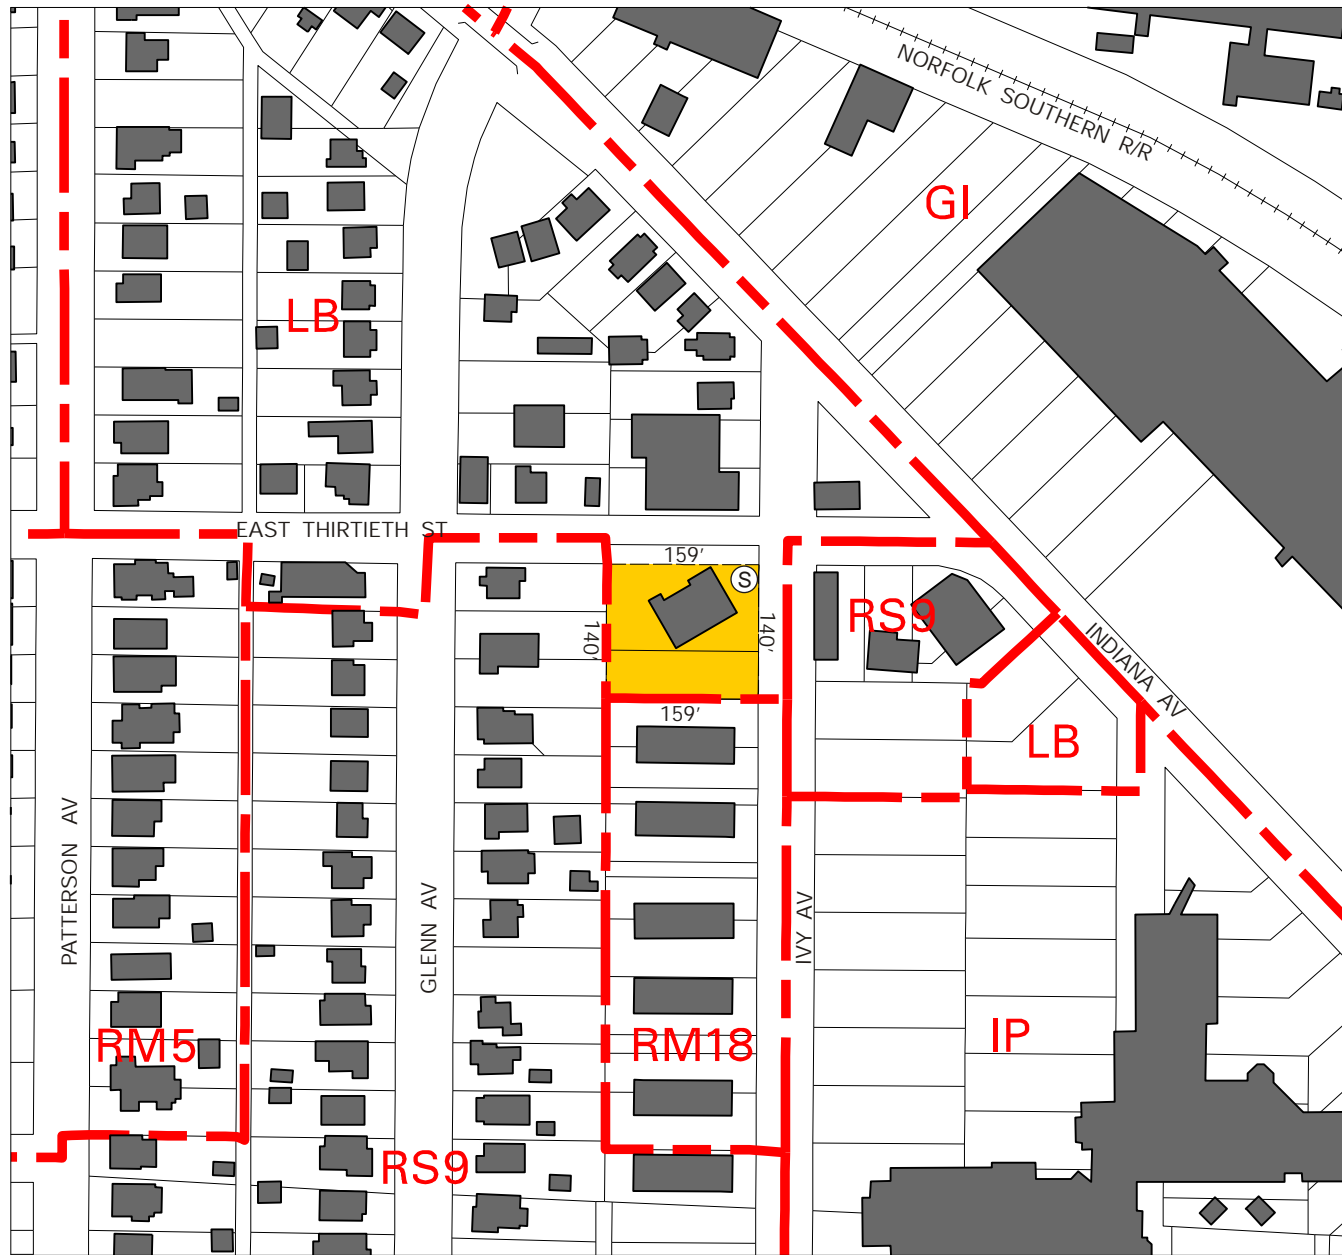 NORFOLK SOUTHERN R/R
GI
LB
EAST THIRTIETH ST
159'
S
140'
140'
RS9
INDIANA AV
159'
LB
PATTERSON AV
GLENN AV
IVY AV
RM5
RM18
IP
RS9